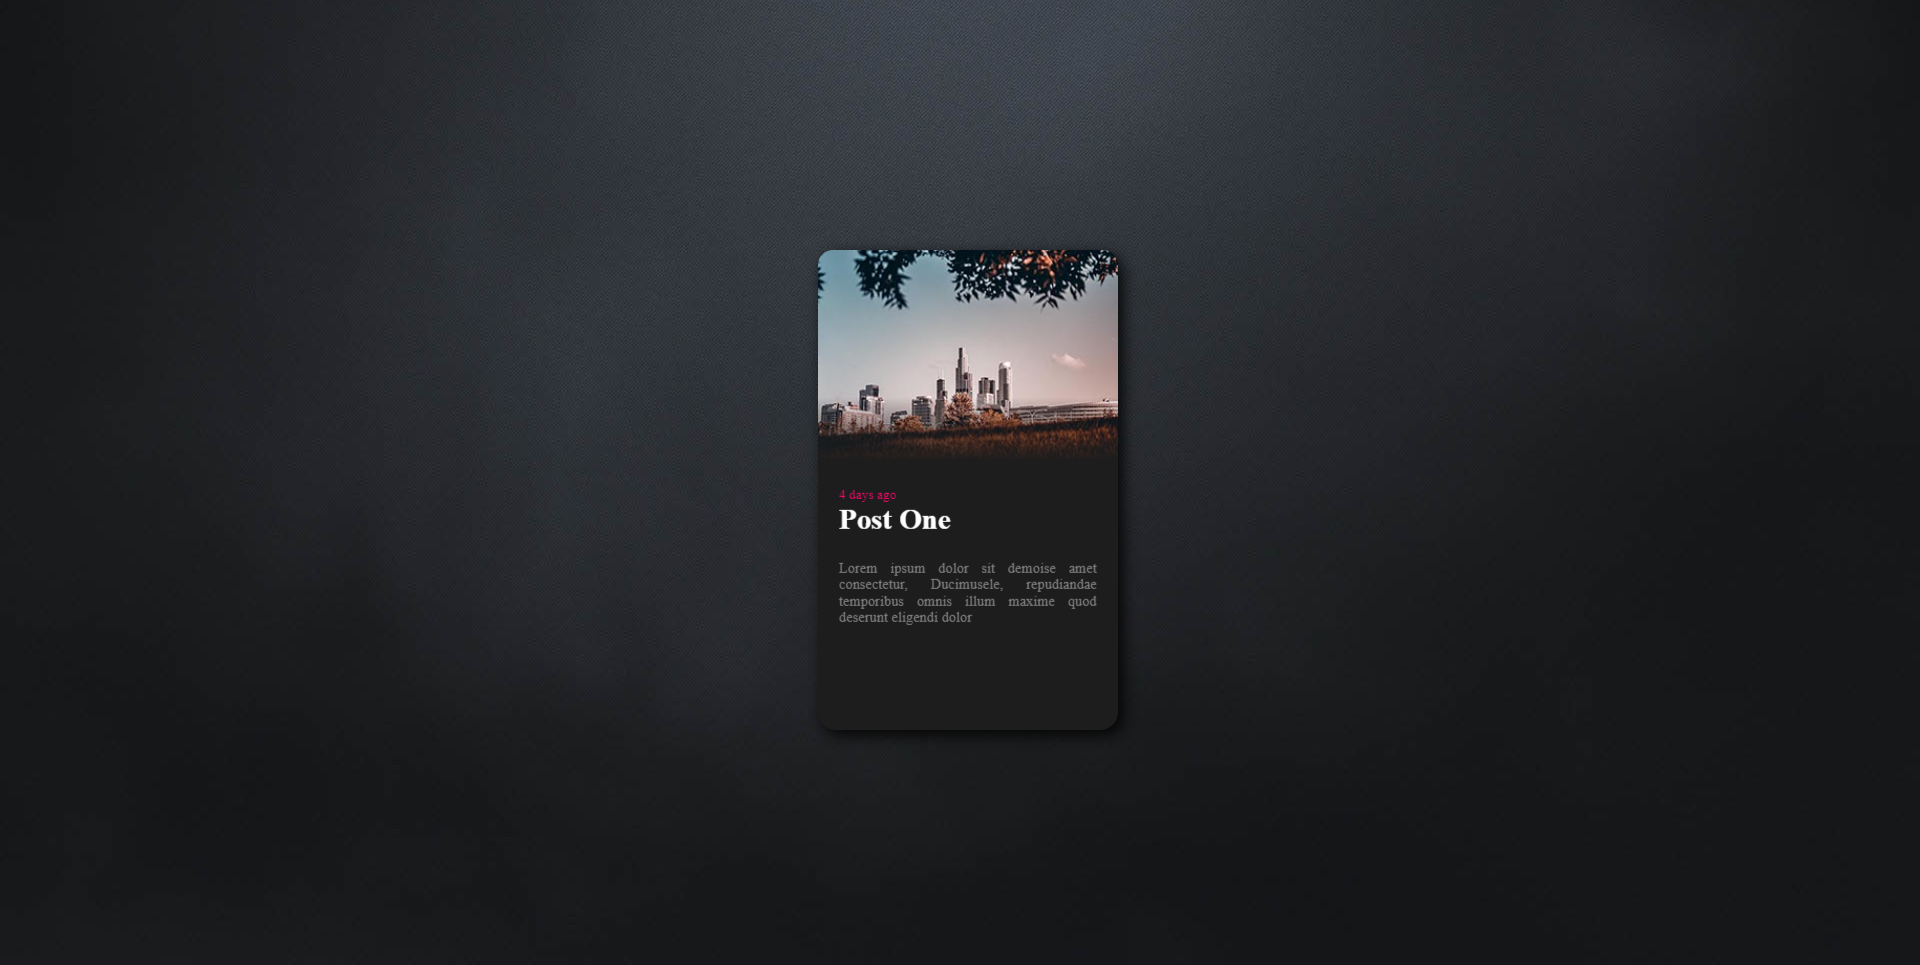 4 days ago
Post One
Lorem ipsum dolor sit demoise amet
consectetur, Ducimusele, repudiandae
temporibus omnis illum maxime quod
deserunt eligendi dolor